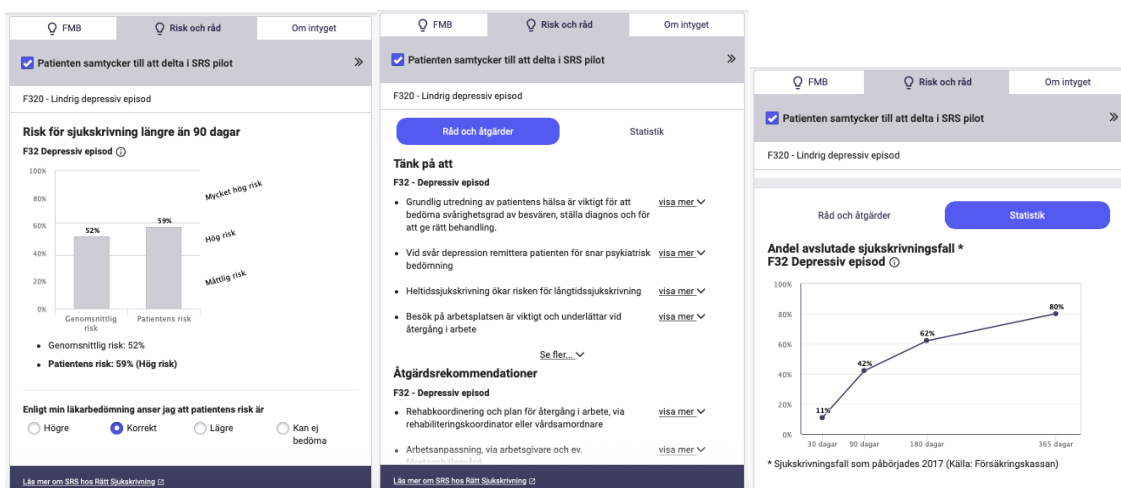 FMB
Risk och råd
Om intyget
Patienten samtycker till att delta i SRS pilot
F320 - Lindrig depressiv episod
Risk för sjukskrivning längre än 90 dagar
F32 Depressiv episod
100%
80%
60%
40%
20%
0%
52%
59%
Mycket hög risk
Hög risk
Måttlig risk
Genomsnittlig
risk
Patientens risk
Genomsnittlig risk: 52%
Patientens risk: 59% (Hög risk)
Enligt min läkarbedömning anser jag att patientens risk är
Högre
Korrekt
Lägre
Kan ej
bedöma
Läs mer om SRS hos Rätt Sjukskrivning
FMB
Risk och råd
Om intyget
Patienten samtycker till att delta i SRS pilot
F320 - Lindrig depressiv episod
Råd och åtgärder
Statistik
Tänk på att
F32 - Depressiv episod
Grundlig utredning av patientens hälsa är viktigt för att visa mer
bedöma svårighetsgrad av besvären, ställa diagnos och för
att ge rätt behandling.
Vid svår depression remittera patienten för snar psykiatrisk visa mer
bedömning
Heltidssjukskrivning ökar risken för långtidssjukskrivning visa mer
Besök på arbetsplatsen är viktigt och underlättar vid visa mer
återgång i arbete
Se fler...
Åtgärdsrekommendationer
F32 - Depressiv episod
Rehabkoordinering och plan för återgång i arbete, via visa mer
rehabiliteringskoordinator eller vårdsamordnare
Arbetsanpassning, via arbetsgivare och ev. visa mer
företagshälsovård
Läs mer om SRS hos Rätt Sjukskrivning
FMB
Risk och råd
Om intyget
Patienten samtycker till att delta i SRS pilot
F320 - Lindrig depressiv episod
Råd och åtgärder
Statistik
Andel avslutade sjukskrivningsfall *
F32 Depressiv episod
100%
80%
60%
40%
20%
0%
11%
42%
62%
80%
30 dagar
90 dagar
180 dagar
365 dagar
* Sjukskrivningsfall som påbörjades 2017 (Källa: Försäkringskassan)